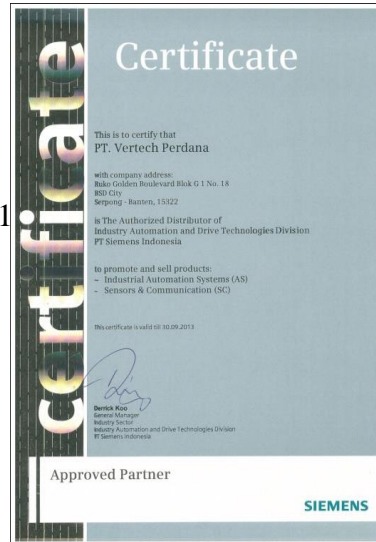 Certificate
certificate
This is to certify that
PT. Vertech Perdana
with company address:
Ruko Golden Boulevard Blok G 1 No. 18
BSD City
Serpong - Banten, 15322
1
is The Authorized Distributor of
Industry Automation and Drive Technologies Division
PT Siemens Indonesia
to promote and sell products:
– Industrial Automation Systems (AS)
- Sensors & Communication (SC)
This certificate is valid till 30.09.2013
Derrick Koo
General Manager
Industry Sector
Industry Automation and Drive Technologies Division
PT Siemens Indonesia
Approved Partner
SIEMENS